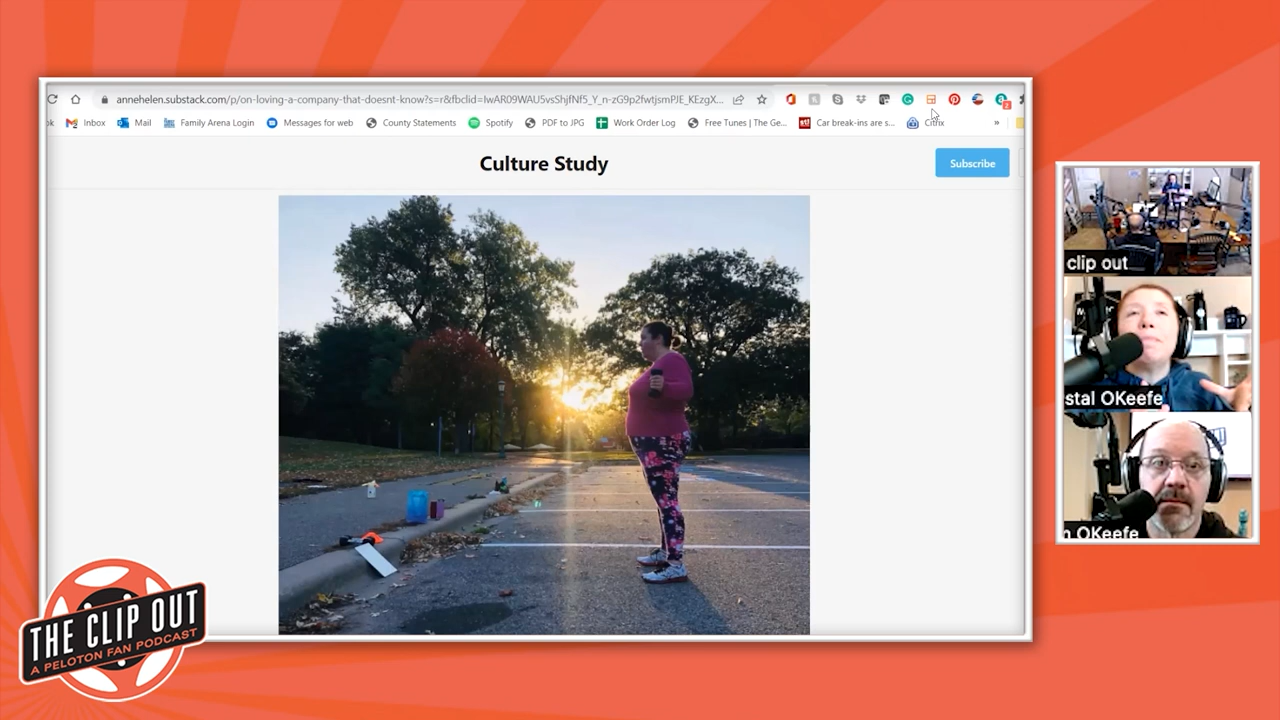 annehelen.substack.com/p/on-loving-a-company-that-doesnt-know?s=r&fbclid=IwAR09WAU5vsShjfNf5_Y_n-zG9p2fwtjsmPJE_KEzgX...
Inbox Mail Family Arena Login Messages for web County Statements Spotify PDF to JPG Work Order Log Free Tunes | The Ge... Car break-ins are s... Citrix »
Culture Study
Subscribe
clip out
stal OKeefe
n OKeefe
THE CLIP OUT
A PELOTON FAN PODCAST